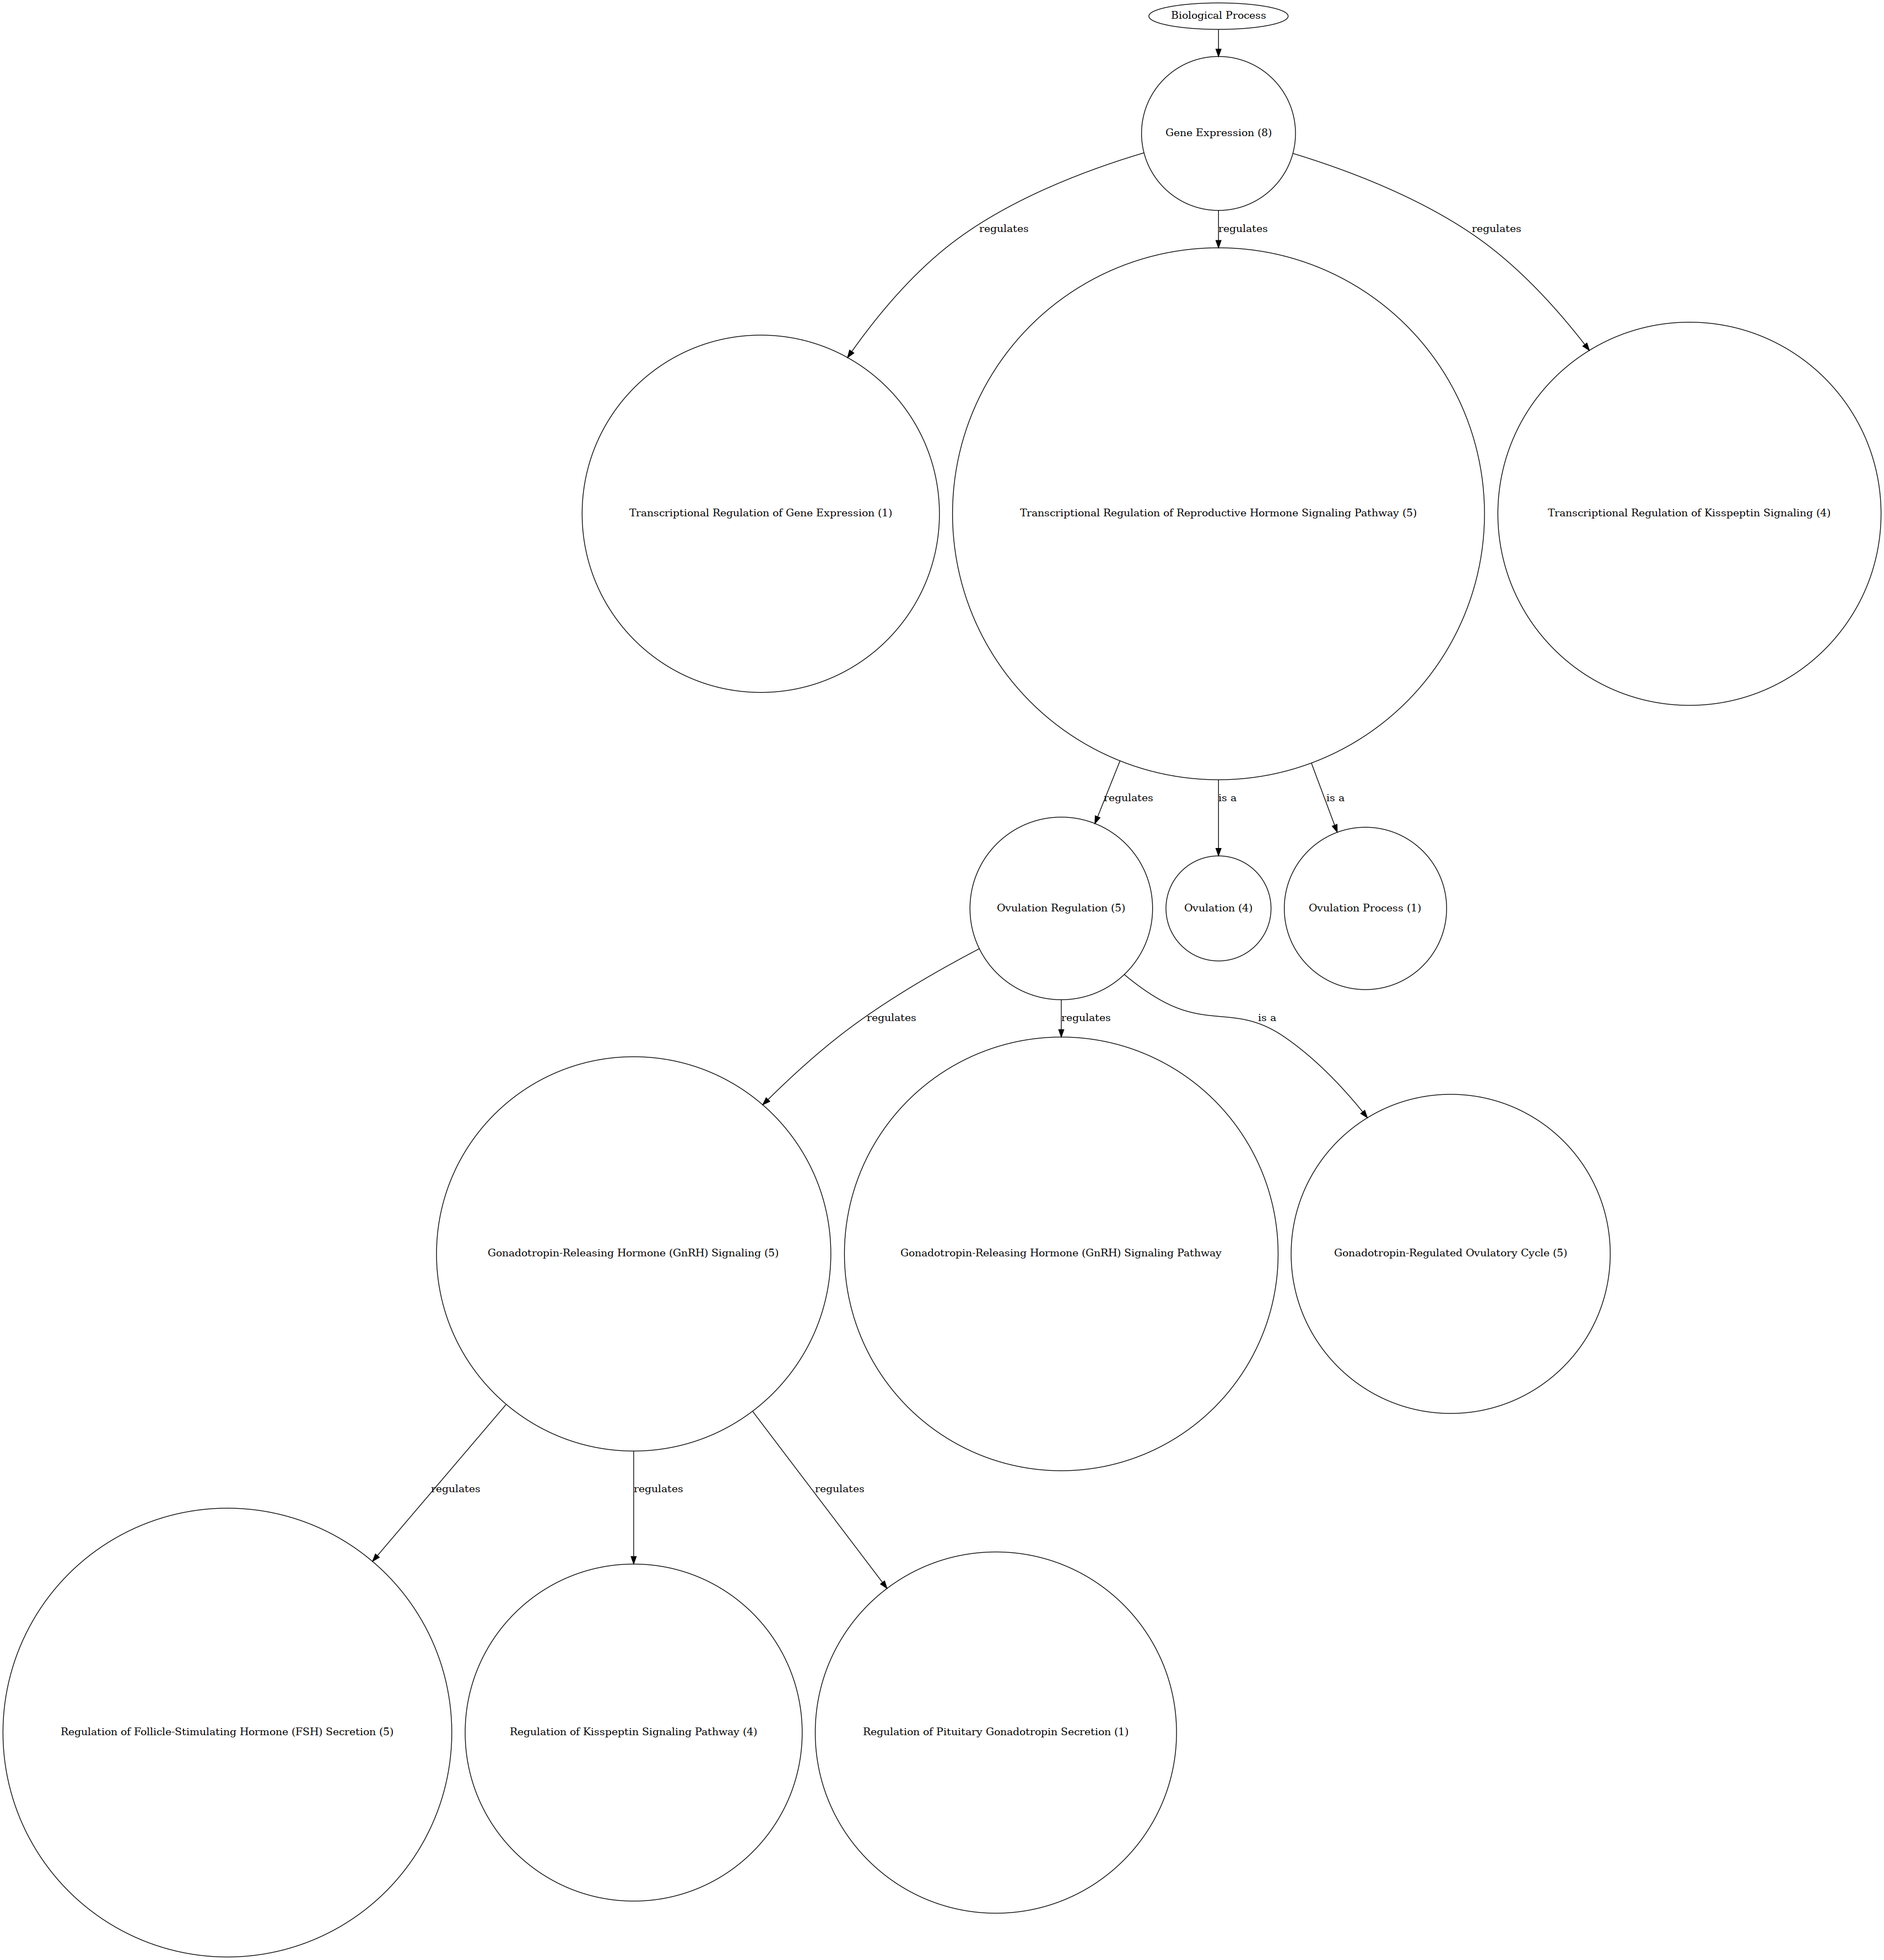 Biological Process
Gene Expression (8)
regulates
regulates
regulates
Transcriptional Regulation of Gene Expression (1)
Transcriptional Regulation of Reproductive Hormone Signaling Pathway (5)
Transcriptional Regulation of Kisspeptin Signaling (4)
regulates
is a
is a
Ovulation Regulation (5)
Ovulation (4)
Ovulation Process (1)
regulates
regulates
is a
Gonadotropin-Releasing Hormone (GnRH) Signaling (5)
Gonadotropin-Releasing Hormone (GnRH) Signaling Pathway
Gonadotropin-Regulated Ovulatory Cycle (5)
regulates
regulates
regulates
Regulation of Follicle-Stimulating Hormone (FSH) Secretion (5)
Regulation of Kisspeptin Signaling Pathway (4)
Regulation of Pituitary Gonadotropin Secretion (1)